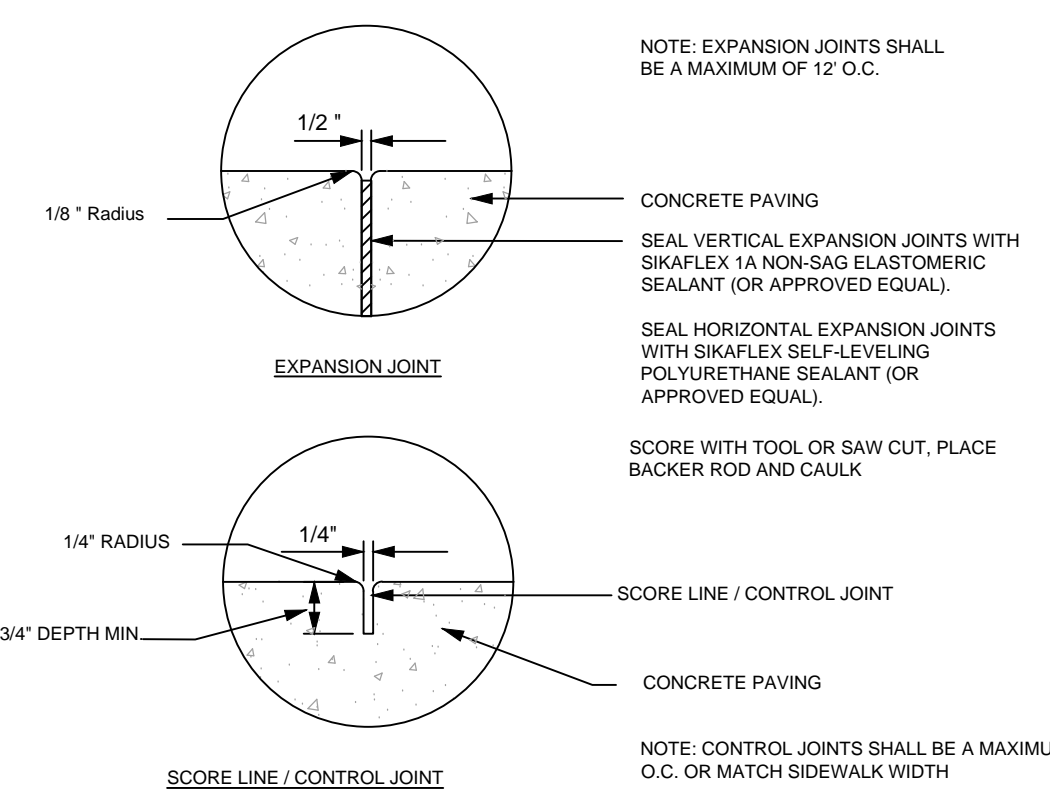 NOTE: EXPANSION JOINTS SHALL
BE A MAXIMUM OF 12' O.C.
1/2 "
1/8 " Radius
CONCRETE PAVING
SEAL VERTICAL EXPANSION JOINTS WITH
SIKAFLEX 1A NON-SAG ELASTOMERIC
SEALANT (OR APPROVED EQUAL).
SEAL HORIZONTAL EXPANSION JOINTS
WITH SIKAFLEX SELF-LEVELING
POLYURETHANE SEALANT (OR
APPROVED EQUAL).
EXPANSION JOINT
SCORE WITH TOOL OR SAW CUT, PLACE
BACKER ROD AND CAULK
1/4" RADIUS
1/4"
SCORE LINE / CONTROL JOINT
3/4" DEPTH MIN.
CONCRETE PAVING
NOTE: CONTROL JOINTS SHALL BE A MAXIMU
O.C. OR MATCH SIDEWALK WIDTH
SCORE LINE / CONTROL JOINT